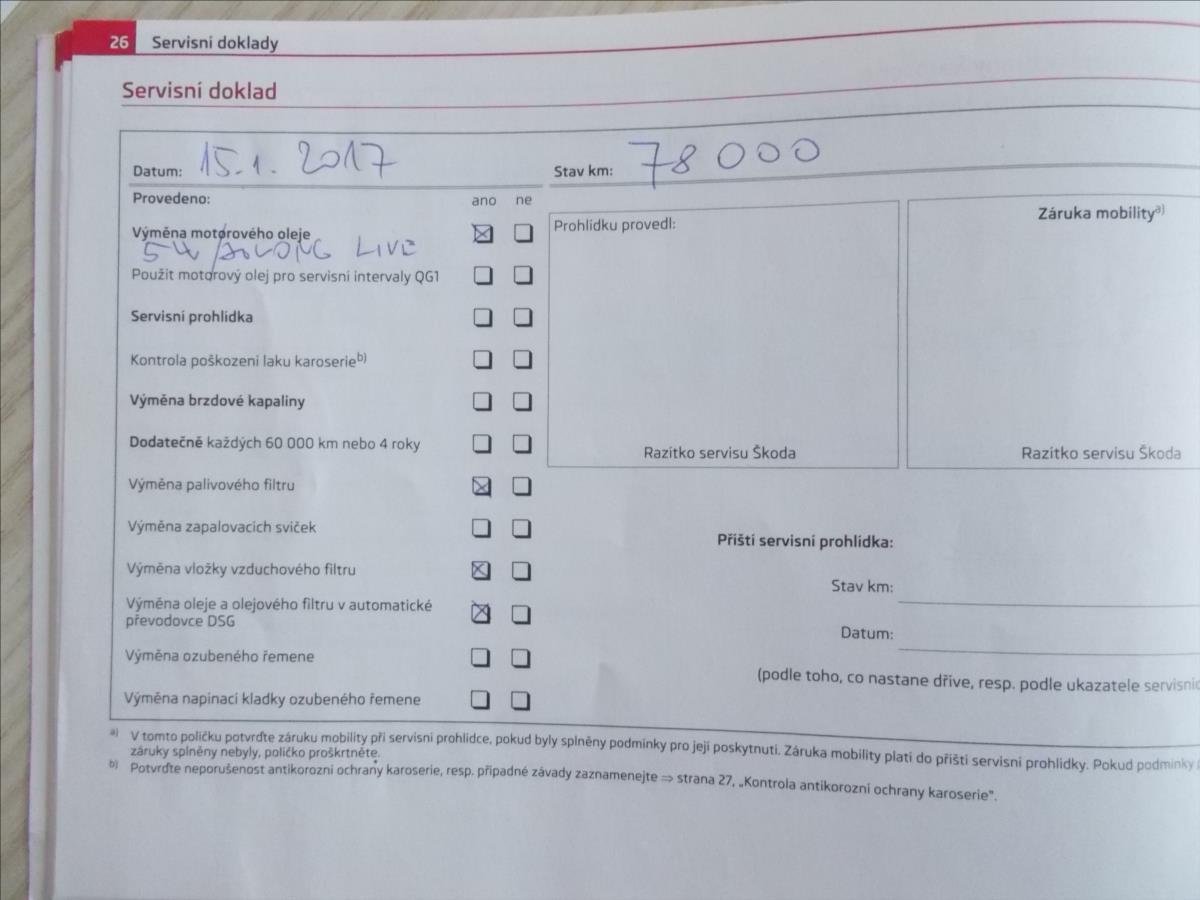 26 Servisní doklady
Servisní doklad
Datum: 15.1. 2017
Stav km: 78 000
Provedeno: ano ne
Výměna motorového oleje
5W/30 LONG LIVE
Použit motorový olej pro servisní intervaly QG1
Servisní prohlídka
Kontrola poškození laku karoserie b)
Výměna brzdové kapaliny
Dodatečně každých 60 000 km nebo 4 roky
Výměna palivového filtru
Výměna zapalovacích svíček
Výměna vložky vzduchového filtru
Výměna oleje a olejového filtru v automatické
převodovce DSG
Výměna ozubeného řemene
Výměna napínací kladky ozubeného řemene
Prohlídku provedl:
Razítko servisu Škoda
Záruka mobility a)
Razítko servisu Škoda
Příští servisní prohlídka:
Stav km:
Datum:
(podle toho, co nastane dříve, resp. podle ukazatele
a) V tomto políčku potvrďte záruku mobility při servisní prohlídce, pokud byly splněny podmínky pro její poskytnutí. Záruka mobility platí do příští servisní prohlídky. Pokud podmínky
záruky splněny nebyly, políčko proškrtněte.
b) Potvrďte neporušenost antikorozní ochrany karoserie, resp. případné závady zaznamenejte ⇒ strana 27, „Kontrola antikorozní ochrany karoserie“.